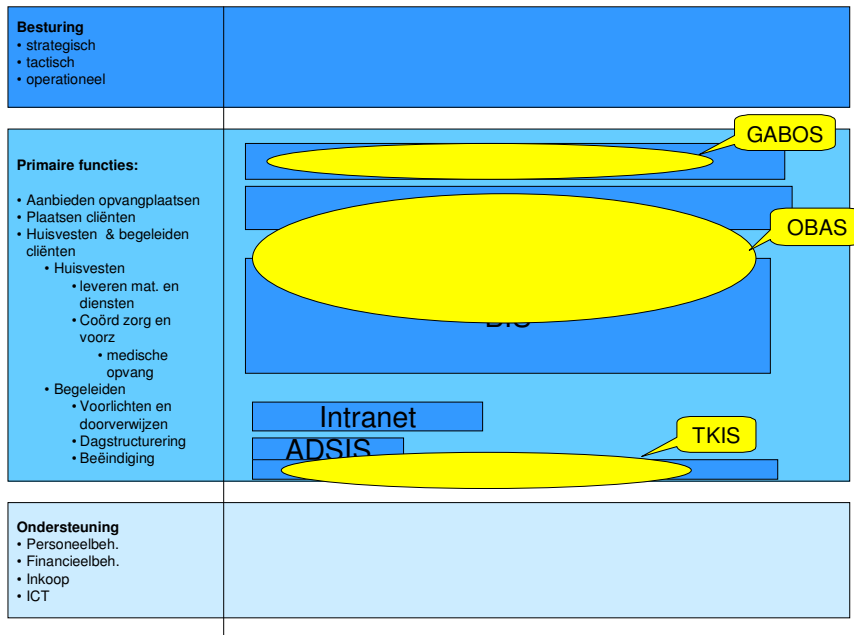 Besturing
• strategisch
• tactisch
• operationeel
GABOS
Primaire functies:
• Aanbieden opvangplaatsen
• Plaatsen cliënten
• Huisvesten & begeleiden
cliënten
• Huisvesten
• leveren mat. en
diensten
• Coörd zorg en
voorz
• medische
opvang
• Begeleiden
• Voorlichten en
doorverwijzen
• Dagstructurering
• Beëindiging
OBAS
Intranet
ADSIS
TKIS
Ondersteuning
• Personeelbeh.
• Financieelbeh.
• Inkoop
• ICT